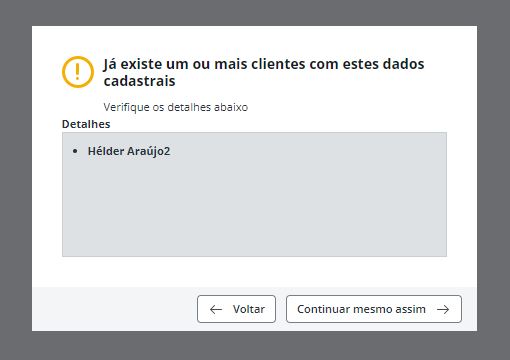 Já existe um ou mais clientes com estes dados
cadastrais
Verifique os detalhes abaixo
Detalhes
• Hélder Araújo2
Voltar
Continuar mesmo assim